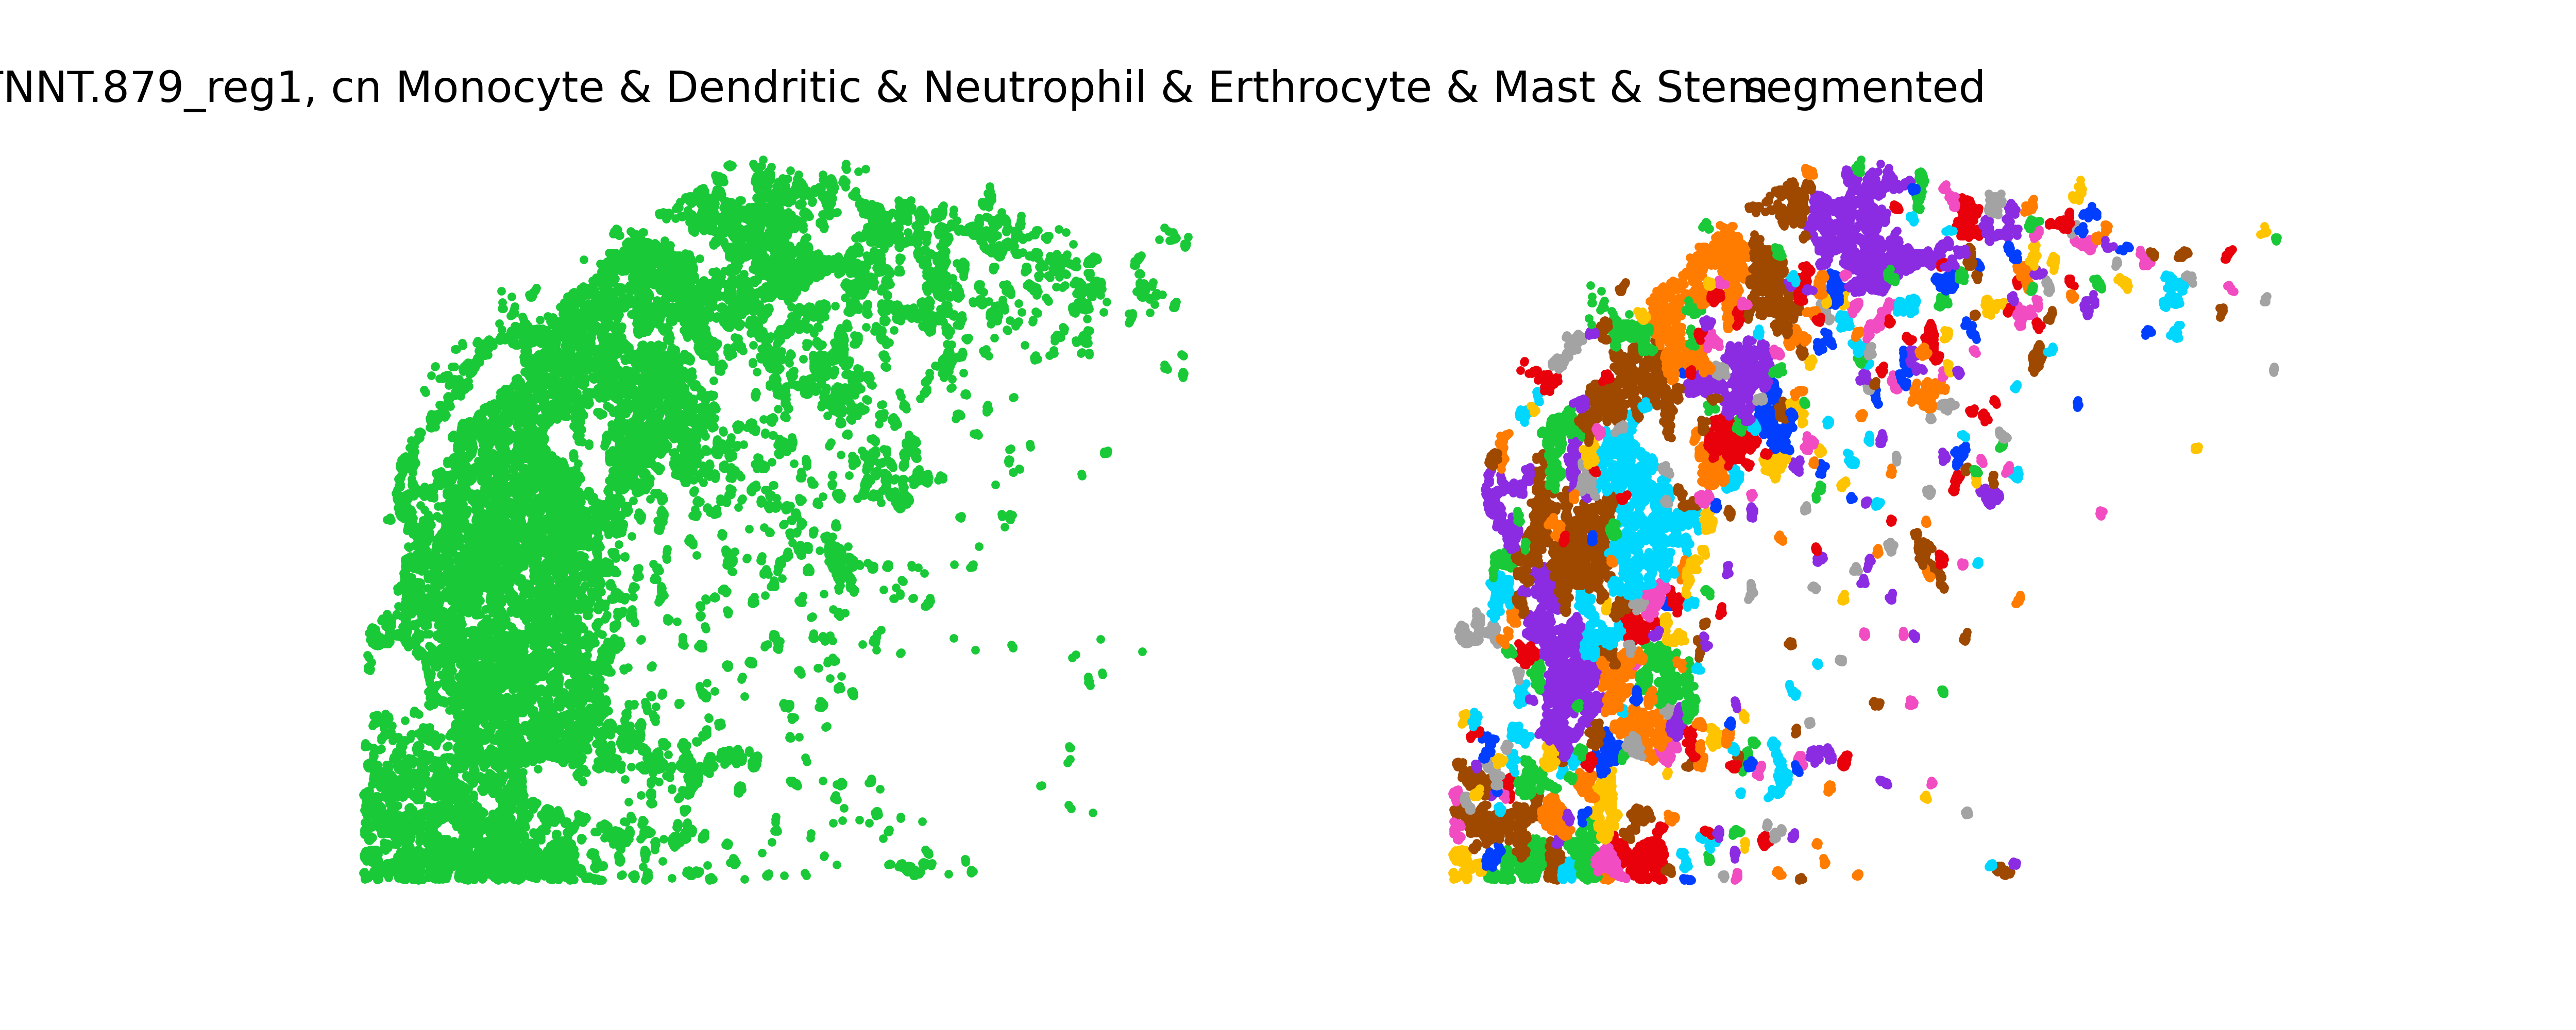 NNT.879_reg1, cn Monocyte & Dendritic & Neutrophil & Erthrocyte & Mast & Stem
segmented